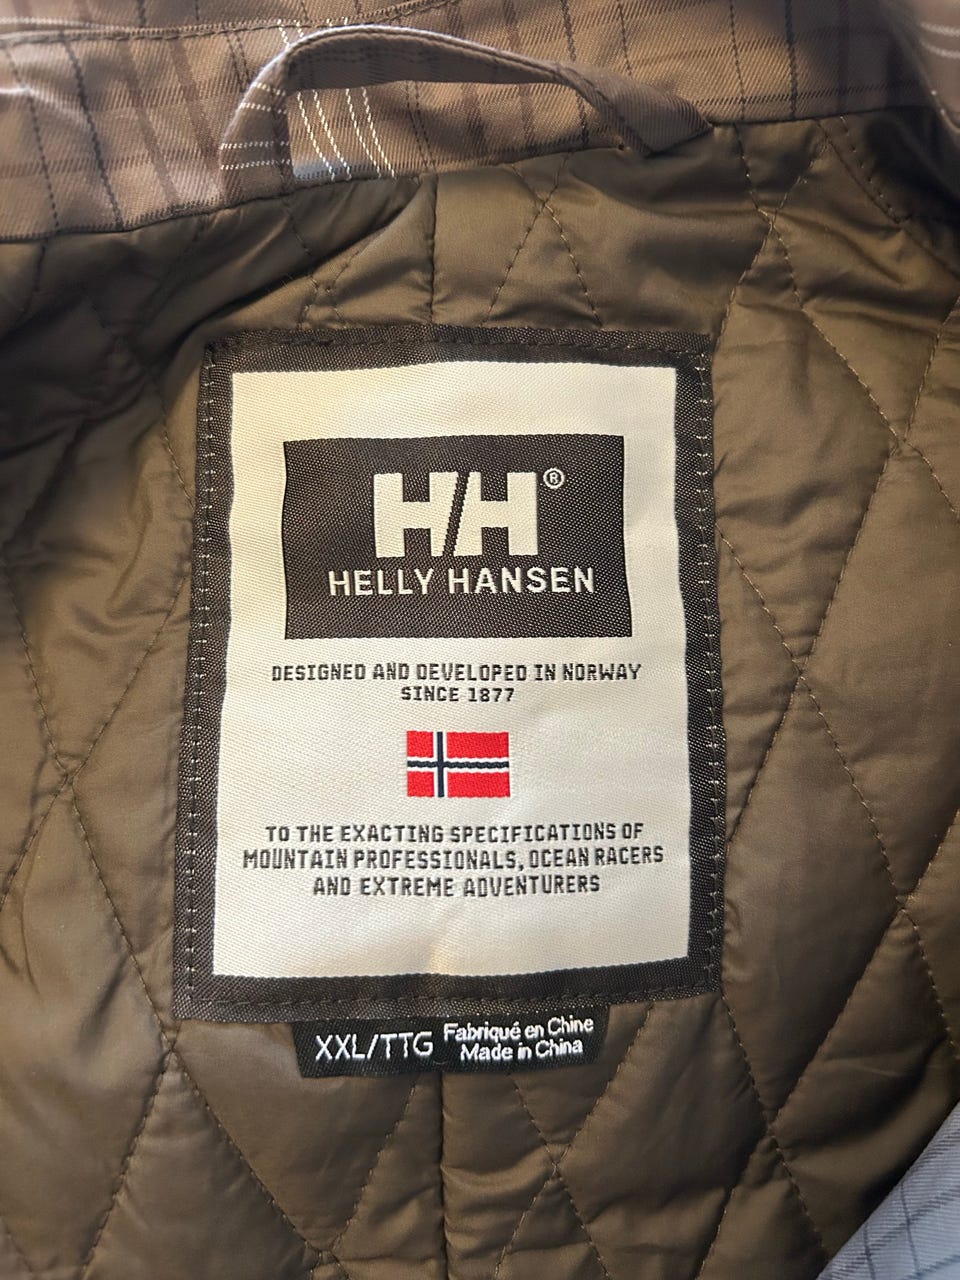 HH®
HELLY HANSEN
DESIGNED AND DEVELOPED IN NORWAY
SINCE 1877
TO THE EXACTING SPECIFICATIONS OF
MOUNTAIN PROFESSIONALS, OCEAN RACERS
AND EXTREME ADVENTURERS
XXL/TTG Fabriqué en Chine
Made in China